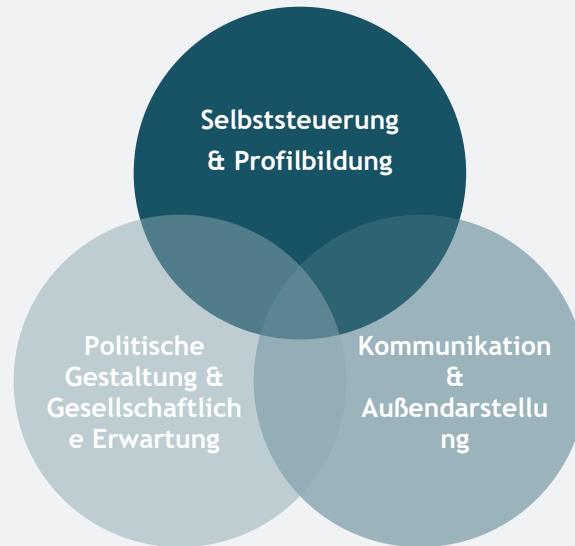 Selbststeuerung
& Profilbildung
Politische
Gestaltung &
Gesellschaftlich
e Erwartung
Kommunikation
&
Außendarstellu
ng